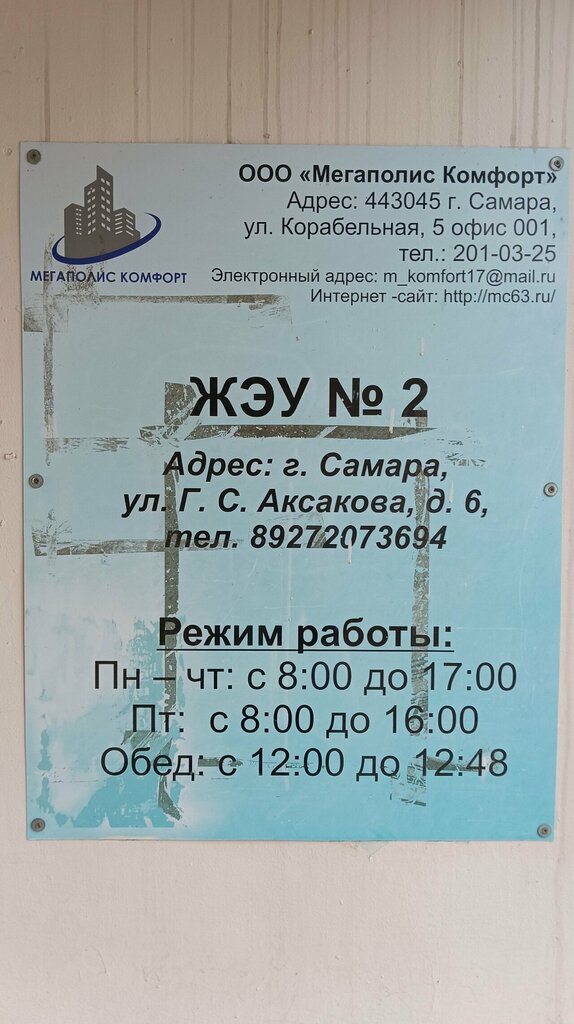 МЕГАПОЛИС КОМФОРТ
ООО «Мегаполис Комфорт»
Адрес: 443045 г. Самара,
ул. Корабельная, 5 офис 001,
тел.: 201-03-25
Электронный адрес: m_komfort17@mail.ru
Интернет -сайт: http://mc63.ru/
ЖЭУ № 2
Адрес: г. Самара,
ул. Г. С. Аксакова, д. 6,
тел. 89272073694
Режим работы:
Пн – чт: с 8:00 до 17:00
Пт: с 8:00 до 16:00
Обед: с 12:00 до 12:48